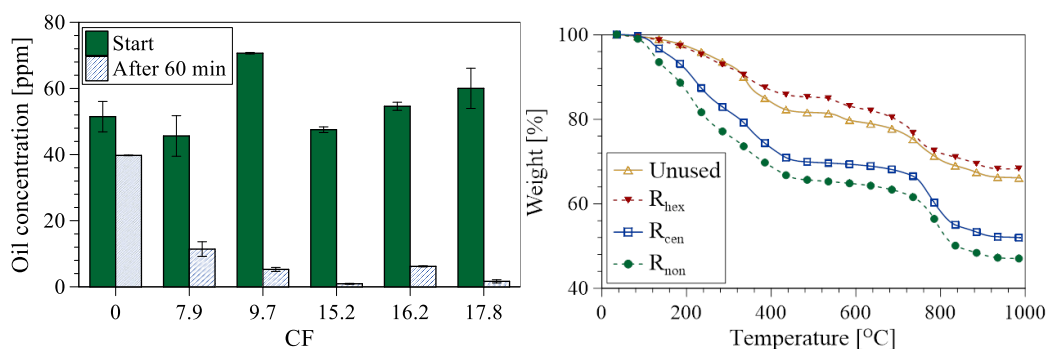 Oil concentration [ppm]
80
60
40
20
0
Start
After 60 min
0 7.9 9.7 15.2 16.2 17.8
CF
Weight [%]
100
80
60
40
Unused
Rhex
Rcen
Rnon
0 200 400 600 800 1000
Temperature [OC]